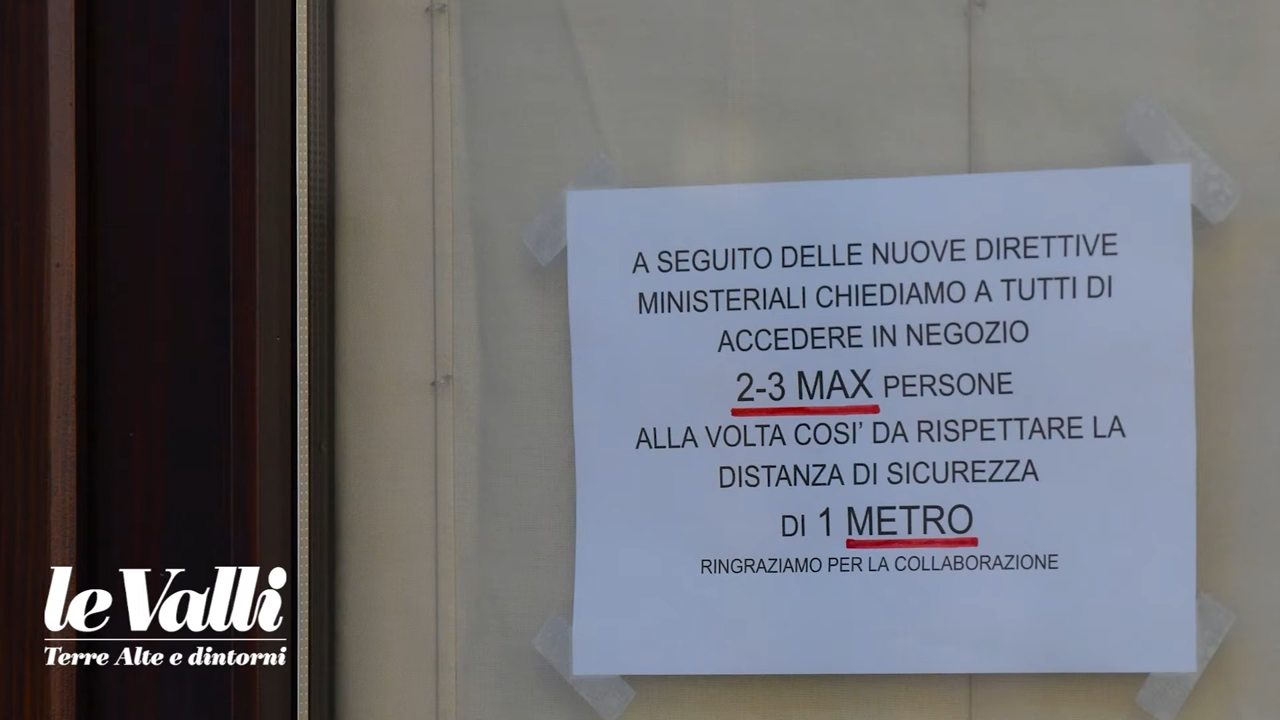 A SEGUITO DELLE NUOVE DIRETTIVE
MINISTERIALI CHIEDIAMO A TUTTI DI
ACCEDERE IN NEGOZIO
2-3 MAX PERSONE
ALLA VOLTA COSI' DA RISPETTARE LA
DISTANZA DI SICUREZZA
DI 1 METRO
RINGRAZIAMO PER LA COLLABORAZIONE
le Valli
Terre Alte e dintorni